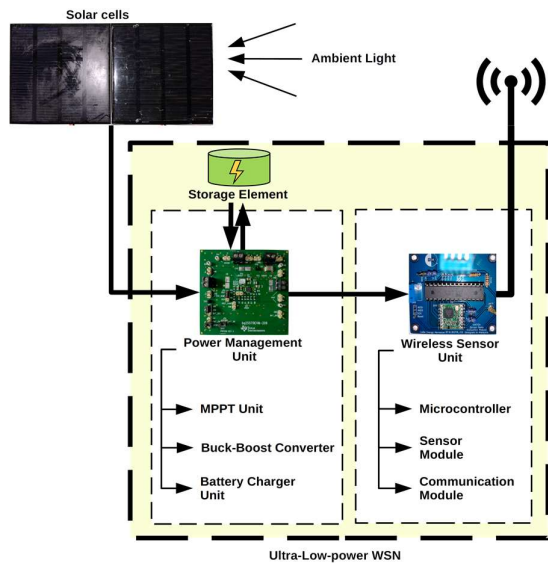 Solar cells
Ambient Light
Storage Element
Power Management
Unit
Wireless Sensor
Unit
MPPT Unit
Microcontroller
Buck-Boost Converter
Sensor
Module
Battery Charger
Unit
Communication
Module
Ultra-Low-power WSN